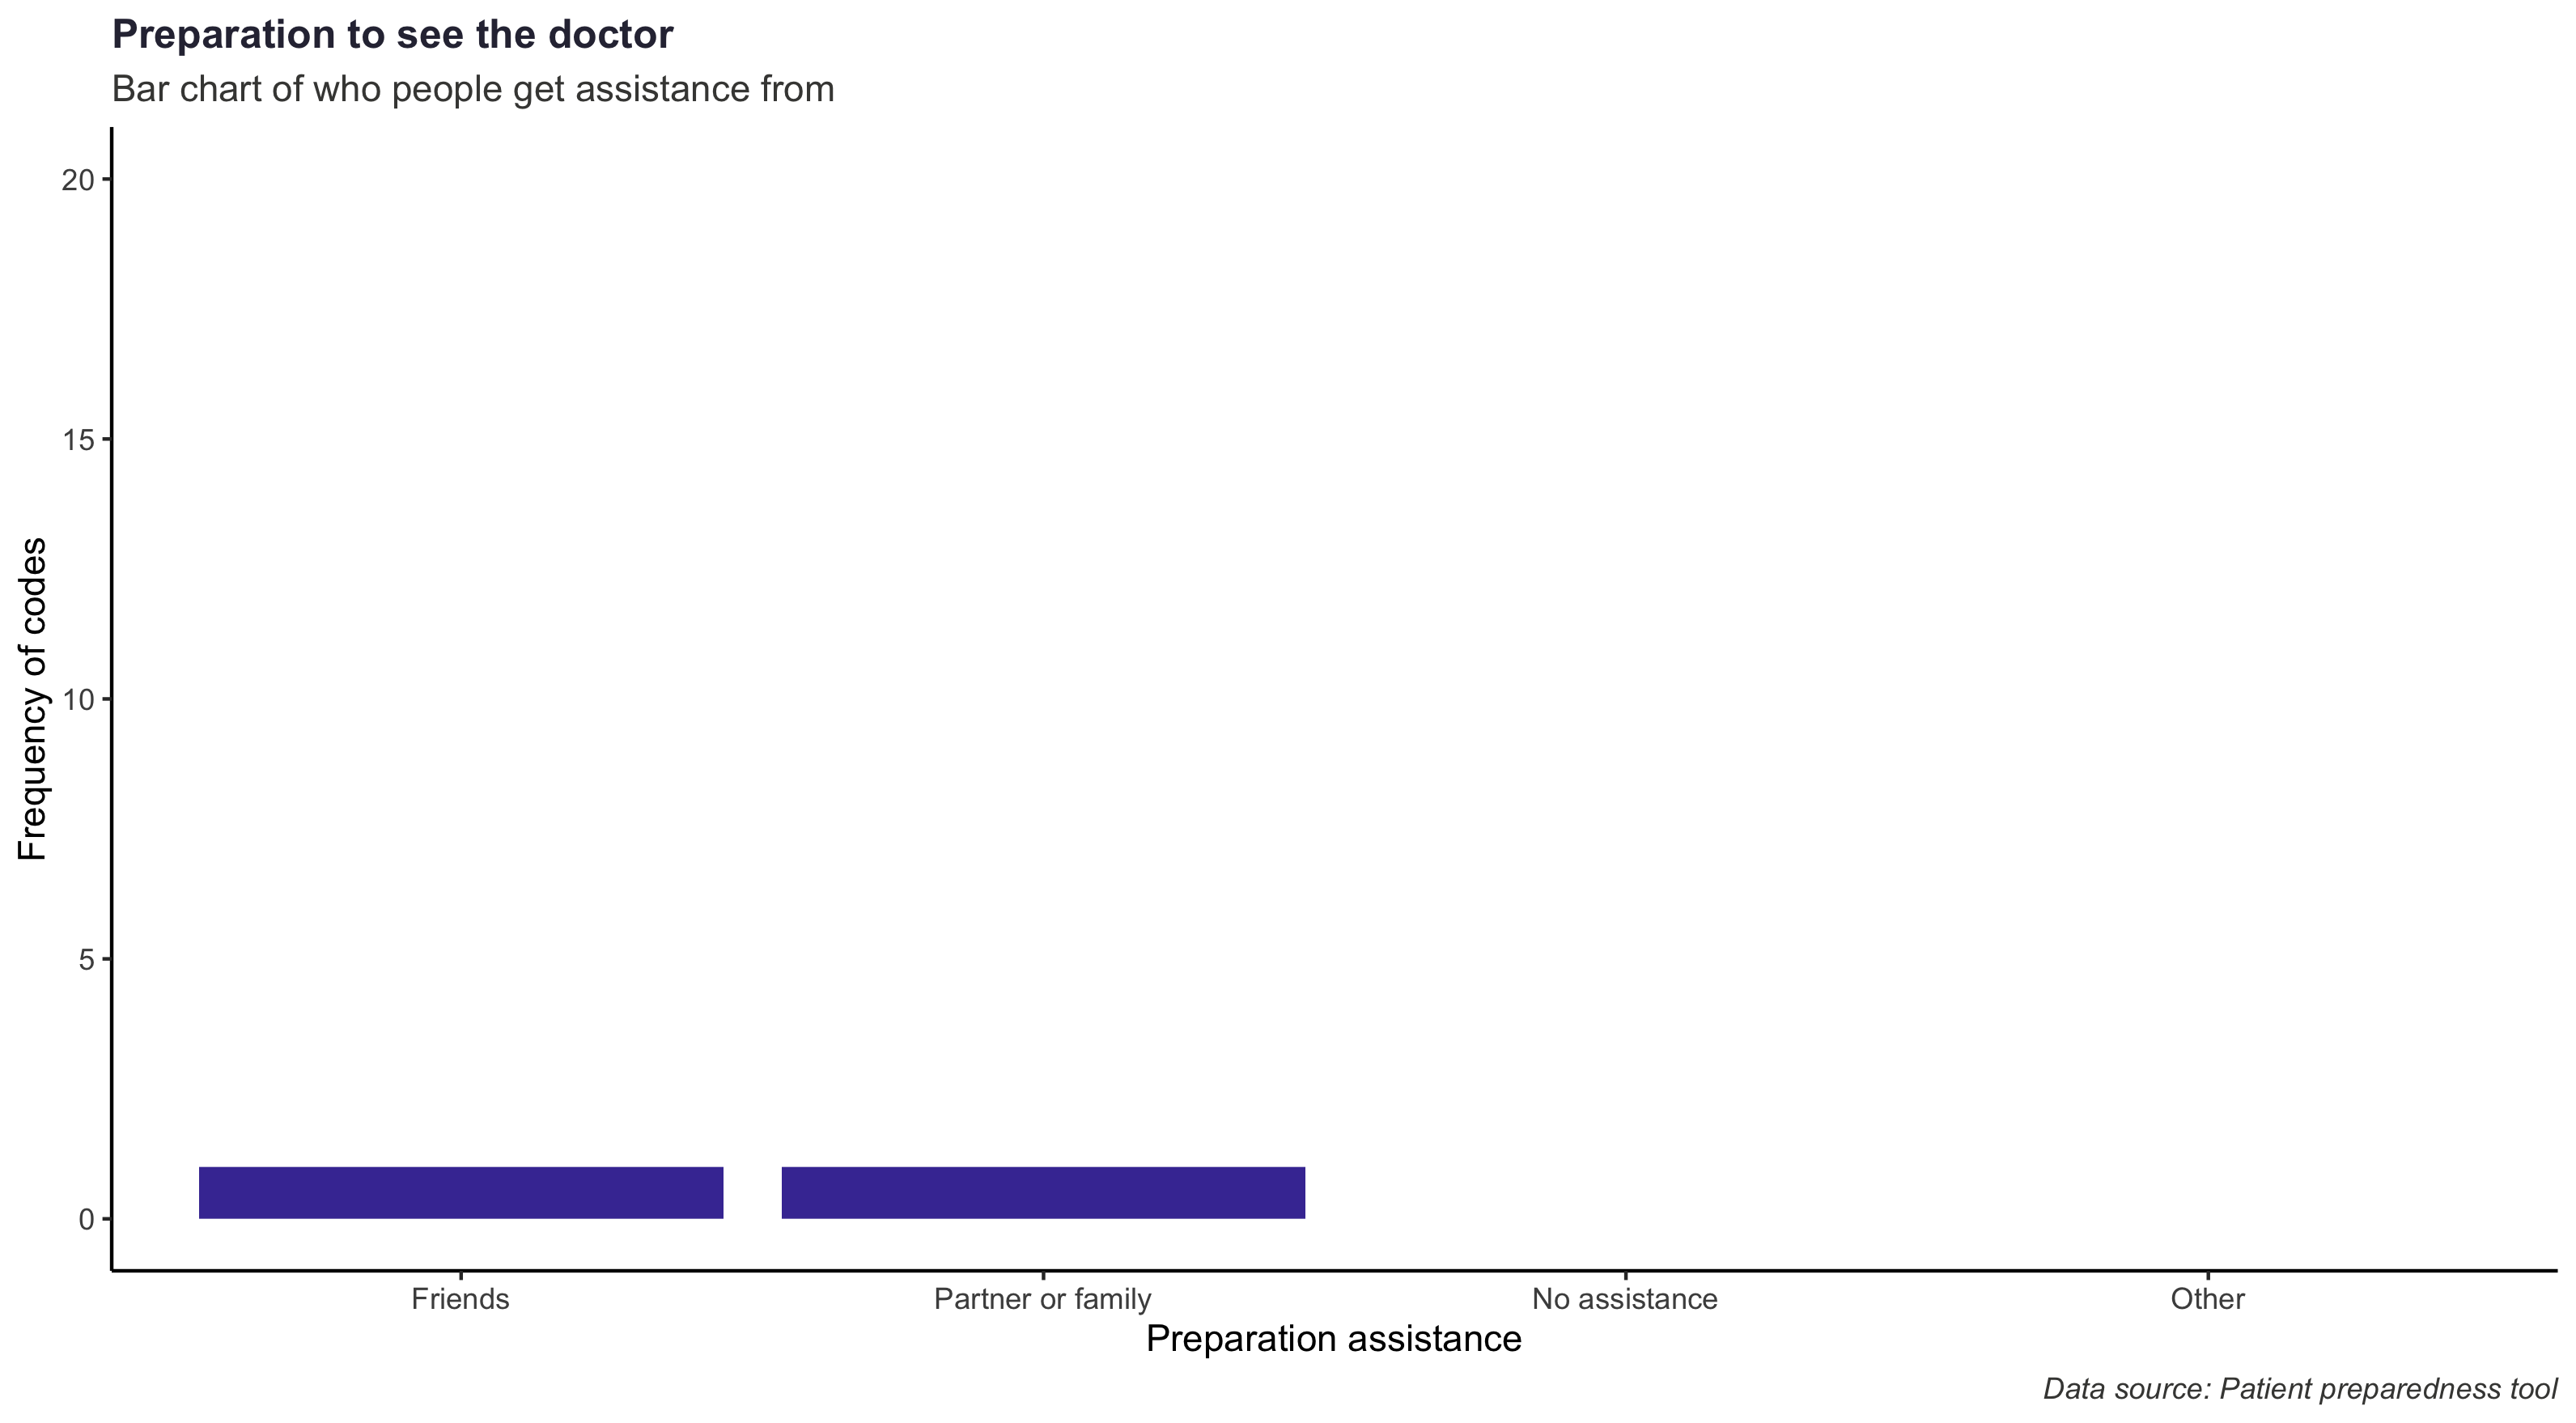 Preparation to see the doctor
Bar chart of who people get assistance from
20
15
10
5
0
Frequency of codes
Friends
Partner or family
No assistance
Other
Preparation assistance
Data source: Patient preparedness tool